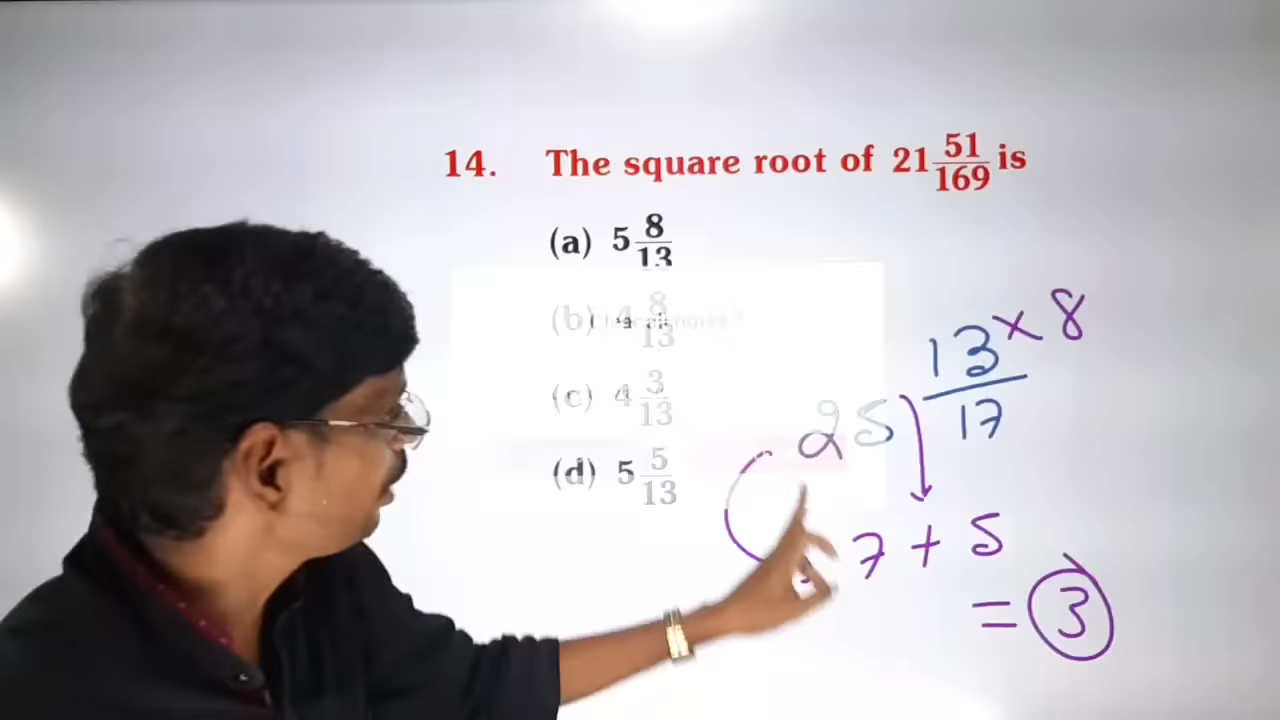 14. The square root of 21 51/169 is
(a) 5 8/13
(b) 4 8/13
(c) 4 3/13
(d) 5 5/13
13 × 8
25
17
7 + 5
= 3